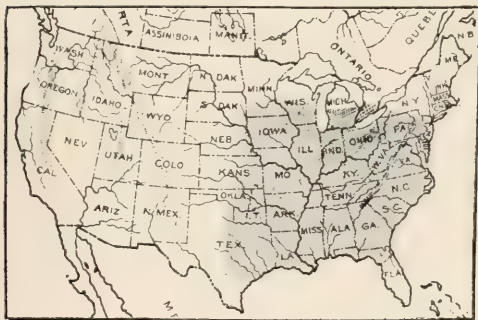 ALBERTA
ASSINIBOIA
MANIT.
ONTARIO
QUEBEC
N B
WASH
MONT
N DAK
MINN
ME
OREGON
IDAHO
S DAK
WIS.
MICH
N Y
MASS
WYO
NEV
UTAH
NEB
IOWA
ILL
IND.
OHIO
PA.
W.VA
VA
CAL
COLO
KANS
MO
KY.
ARIZ
N MEX.
OKLA.
I.T.
ARK
TENN
N.C
S.C.
TEX
LA
MISS
ALA
GA.
FLA